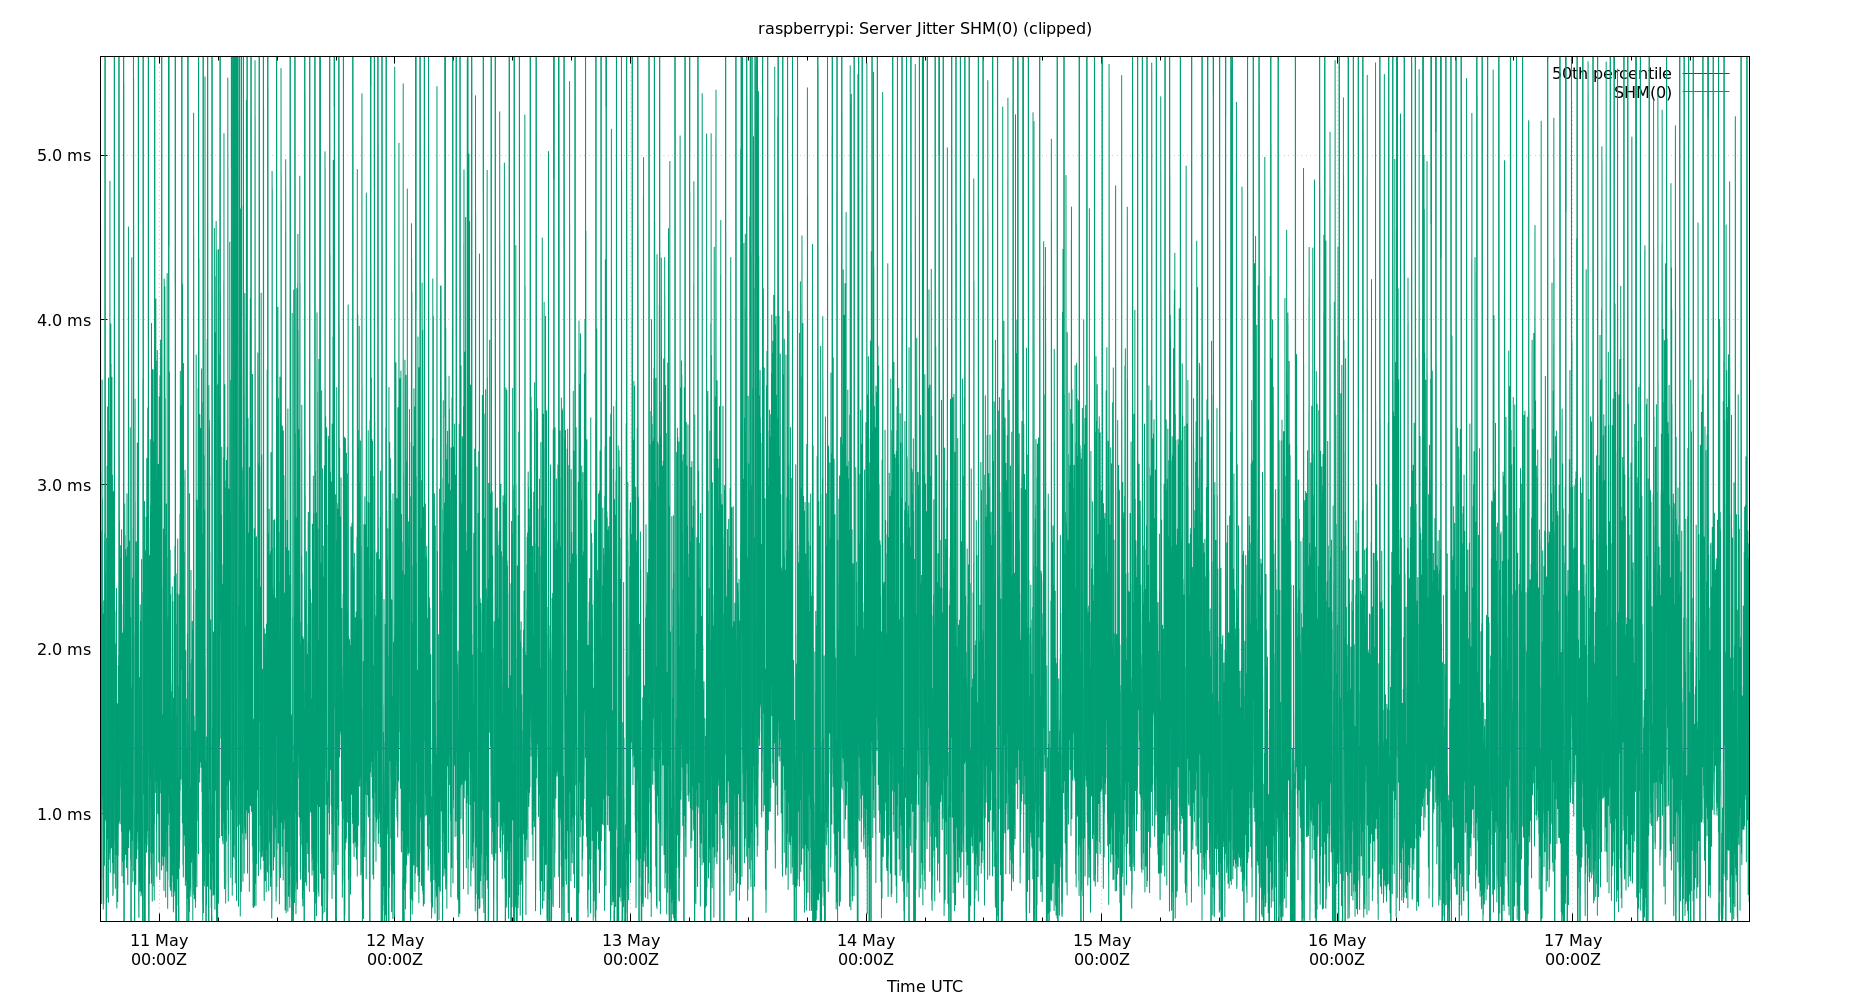 raspberrypi: Server Jitter SHM(0) (clipped)
50th percentile
SHM(0)
5.0 ms
4.0 ms
3.0 ms
2.0 ms
1.0 ms
11 May 12 May 13 May 14 May 15 May 16 May 17 May
00:00Z 00:00Z 00:00Z 00:00Z 00:00Z 00:00Z 00:00Z
Time UTC